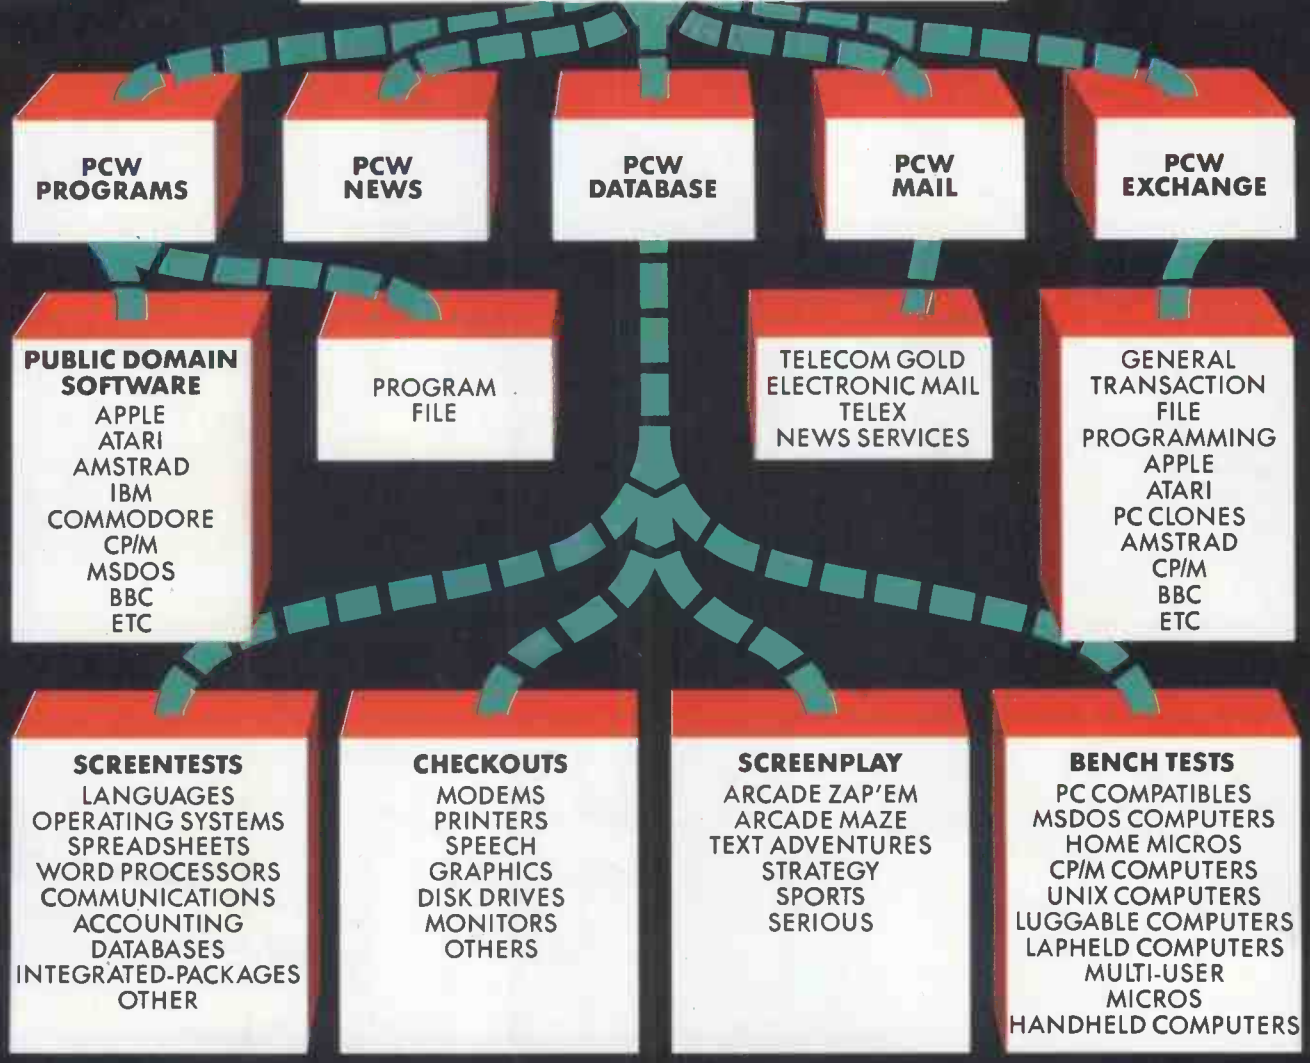 PCW
PROGRAMS
PCW
NEWS
PCW
DATABASE
PCW
MAIL
PCW
EXCHANGE
PUBLIC DOMAIN
SOFTWARE
APPLE
ATARI
AMSTRAD
IBM
COMMODORE
CP/M
MSDOS
BBC
ETC
PROGRAM
FILE
TELECOM GOLD
ELECTRONIC MAIL
TELEX
NEWS SERVICES
GENERAL
TRANSACTION
FILE
PROGRAMMING
APPLE
ATARI
PC CLONES
AMSTRAD
CP/M
BBC
ETC
SCREENTESTS
LANGUAGES
OPERATING SYSTEMS
SPREADSHEETS
WORD PROCESSORS
COMMUNICATIONS
ACCOUNTING
DATABASES
INTEGRATED-PACKAGES
OTHER
CHECKOUTS
MODEMS
PRINTERS
SPEECH
GRAPHICS
DISK DRIVES
MONITORS
OTHERS
SCREENPLAY
ARCADE ZAP'EM
ARCADE MAZE
TEXT ADVENTURES
STRATEGY
SPORTS
SERIOUS
BENCH TESTS
PC COMPATIBLES
MSDOS COMPUTERS
HOME MICROS
CP/M COMPUTERS
UNIX COMPUTERS
LUGGABLE COMPUTERS
LAPHELD COMPUTERS
MULTI-USER
MICROS
HANDHELD COMPUTERS